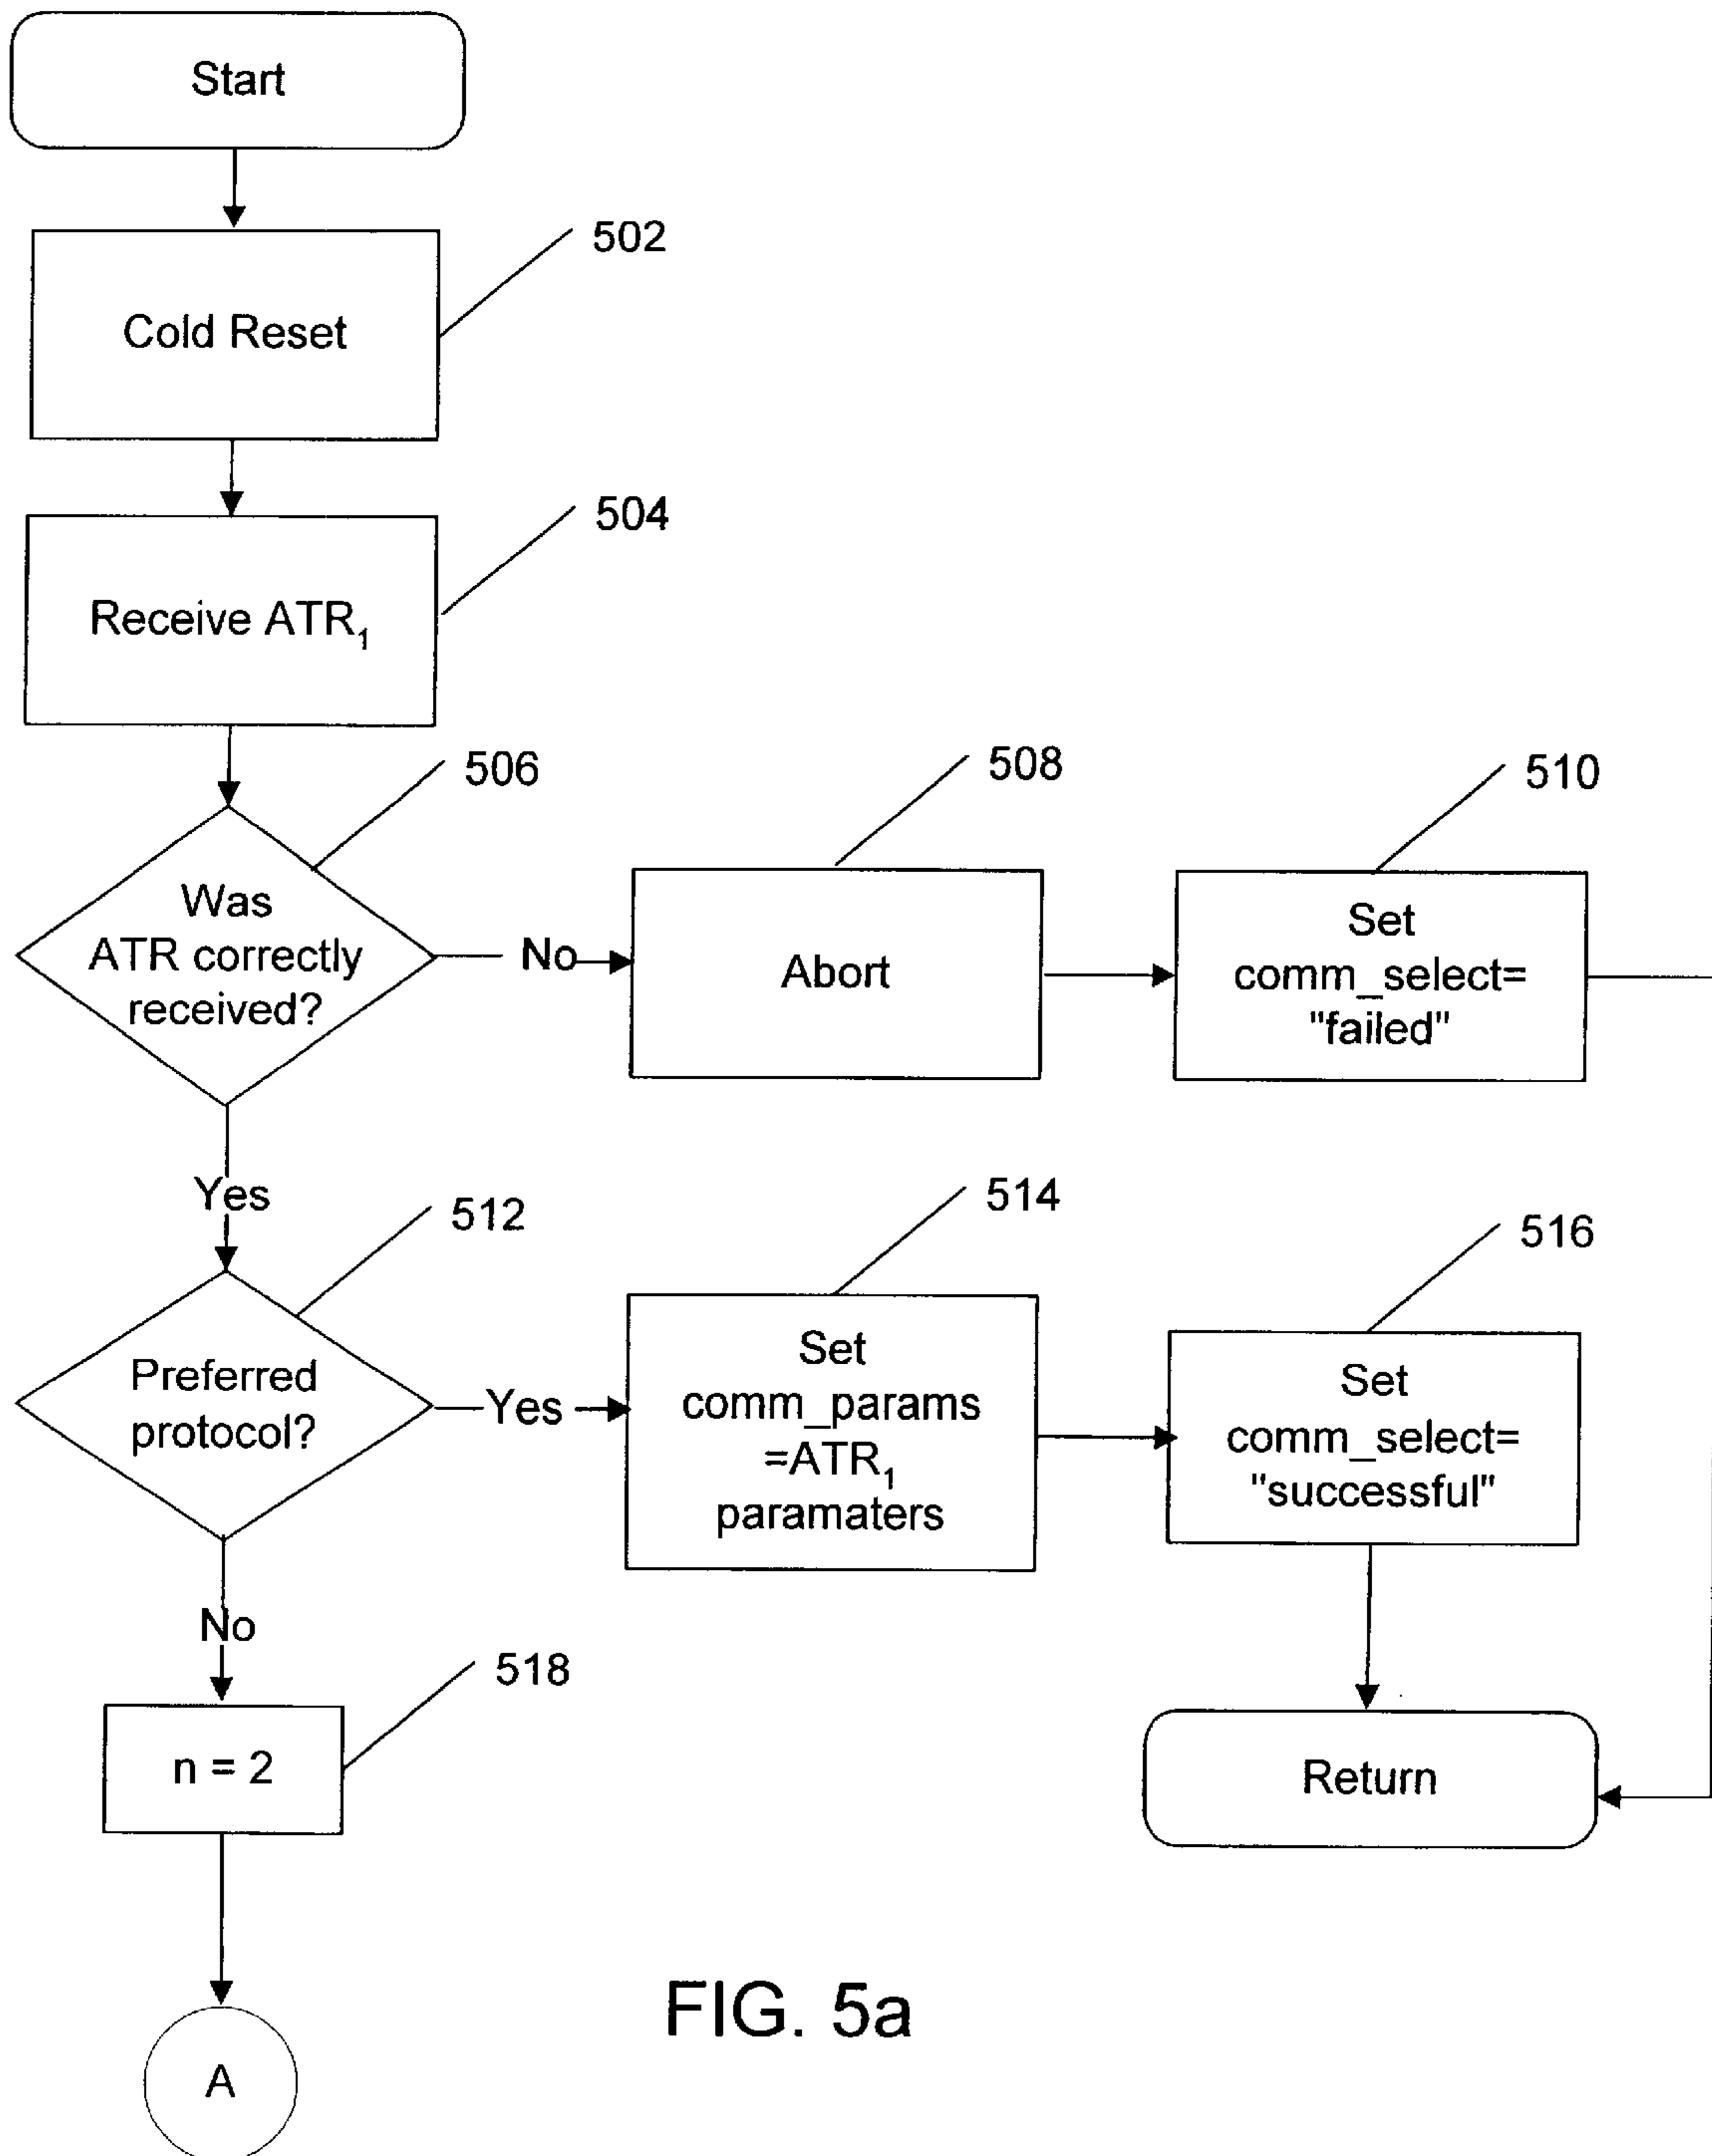 Start
502
Cold Reset
504
Receive ATR₁
506
Was
ATR correctly
received?
No
508
Abort
510
Set
comm_select=
"failed"
Yes
512
Preferred
protocol?
Yes
514
Set
comm_params
=ATR₁
paramaters
516
Set
comm_select=
"successful"
No
518
n = 2
Return
A
FIG. 5a